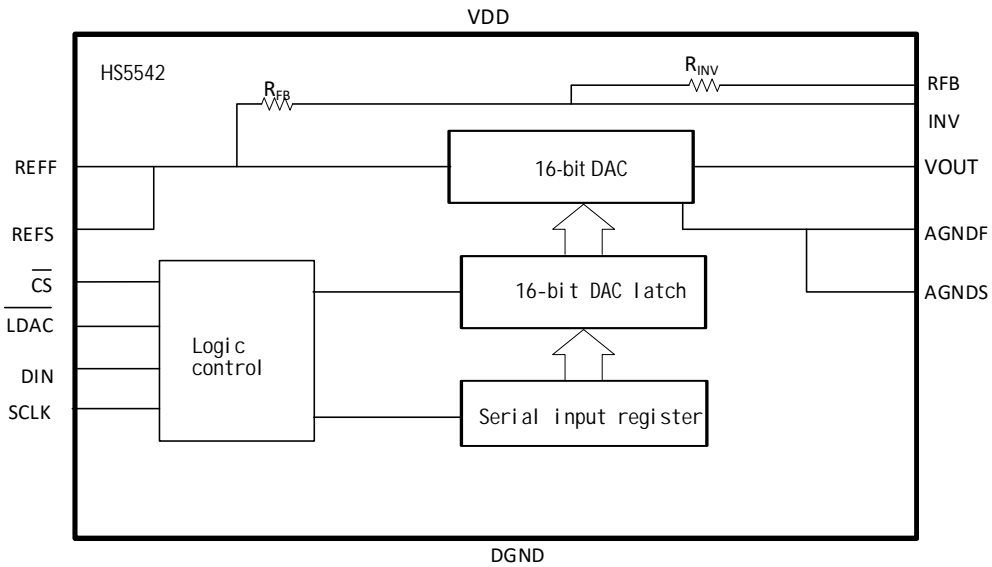 VDD
HS5542
RINV
RFB
RFB
INV
REFF
16-bit DAC
VOUT
REFS
AGNDF
CS
16-bit DAC latch
AGNDS
LDAC
Logic
control
DIN
SCLK
Serial input register
DGND